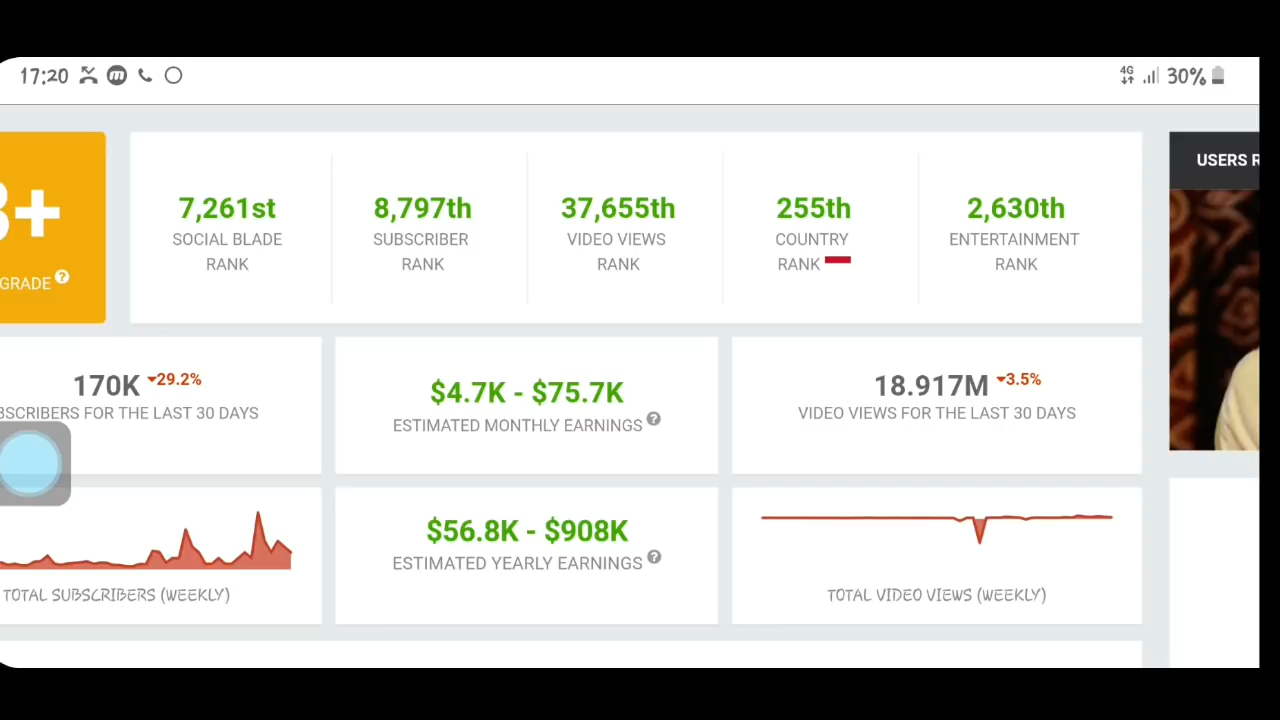 17:20
4G 30%
+
GRADE ?
7,261st
SOCIAL BLADE
RANK
8,797th
SUBSCRIBER
RANK
37,655th
VIDEO VIEWS
RANK
255th
COUNTRY
RANK
2,630th
ENTERTAINMENT
RANK
USERS R
170K 29.2%
BSCRIBERS FOR THE LAST 30 DAYS
$4.7K - $75.7K
ESTIMATED MONTHLY EARNINGS ?
18.917M 3.5%
VIDEO VIEWS FOR THE LAST 30 DAYS
TOTAL SUBSCRIBERS (WEEKLY)
$56.8K - $908K
ESTIMATED YEARLY EARNINGS ?
TOTAL VIDEO VIEWS (WEEKLY)